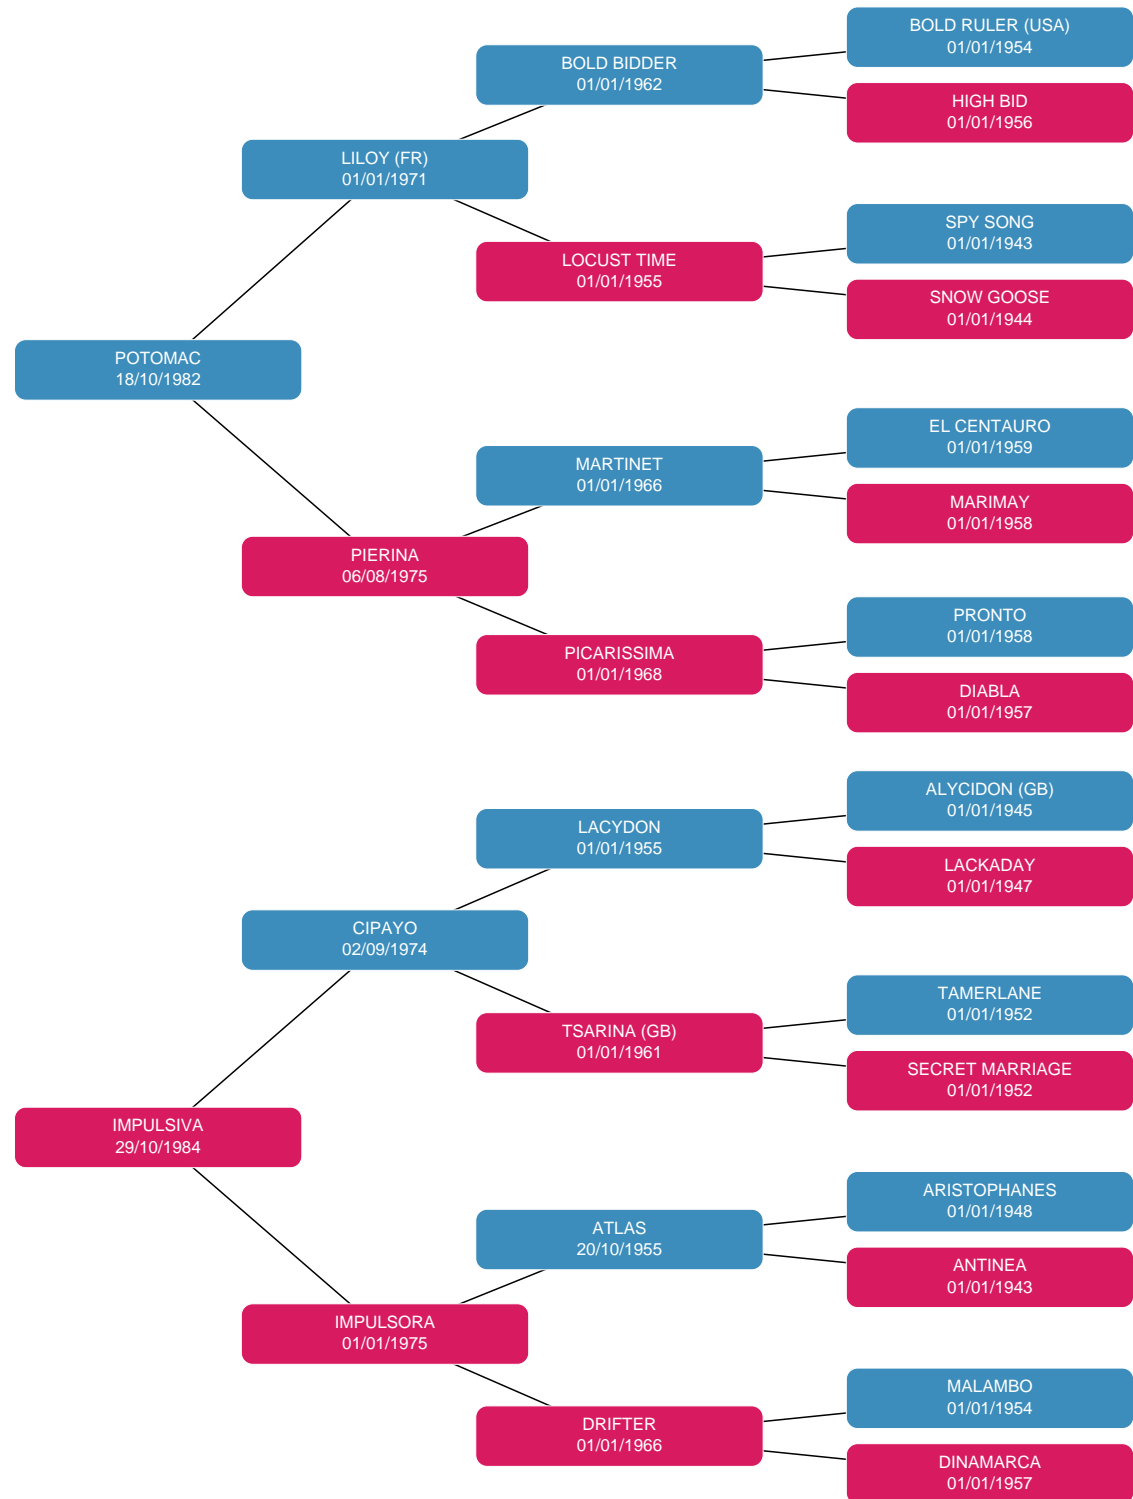 BOLD RULER (USA)
01/01/1954
BOLD BIDDER
01/01/1962
HIGH BID
01/01/1956
LILOY (FR)
01/01/1971
SPY SONG
01/01/1943
LOCUST TIME
01/01/1955
SNOW GOOSE
01/01/1944
POTOMAC
18/10/1982
EL CENTAURO
01/01/1959
MARTINET
01/01/1966
MARIMAY
01/01/1958
PIERINA
06/08/1975
PRONTO
01/01/1958
PICARISSIMA
01/01/1968
DIABLA
01/01/1957
ALYCIDON (GB)
01/01/1945
LACYDON
01/01/1955
LACKADAY
01/01/1947
CIPAYO
02/09/1974
TAMERLANE
01/01/1952
TSARINA (GB)
01/01/1961
SECRET MARRIAGE
01/01/1952
IMPULSIVA
29/10/1984
ARISTOPHANES
01/01/1948
ATLAS
20/10/1955
ANTINEA
01/01/1943
IMPULSORA
01/01/1975
MALAMBO
01/01/1954
DRIFTER
01/01/1966
DINAMARCA
01/01/1957